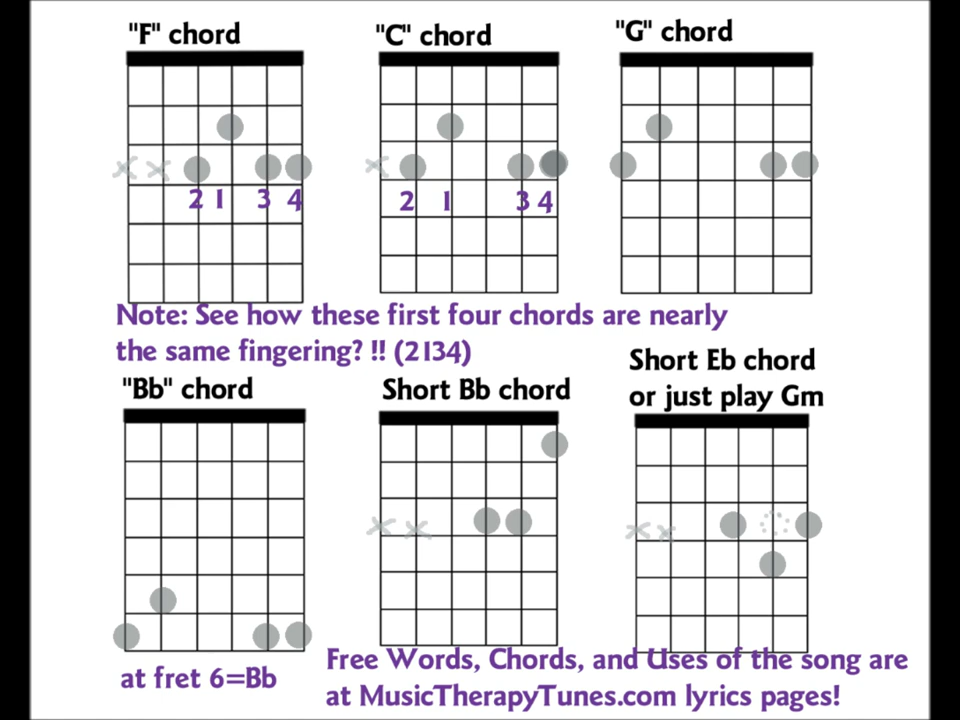 "F" chord
"C" chord
"G" chord
2 1 3 4
2 1 3 4
Note: See how these first four chords are nearly
the same fingering? !! (2134)
"Bb" chord
Short Bb chord
Short Eb chord
or just play Gm
at fret 6=Bb
Free Words, Chords, and Uses of the song are
at MusicTherapyTunes.com lyrics pages!